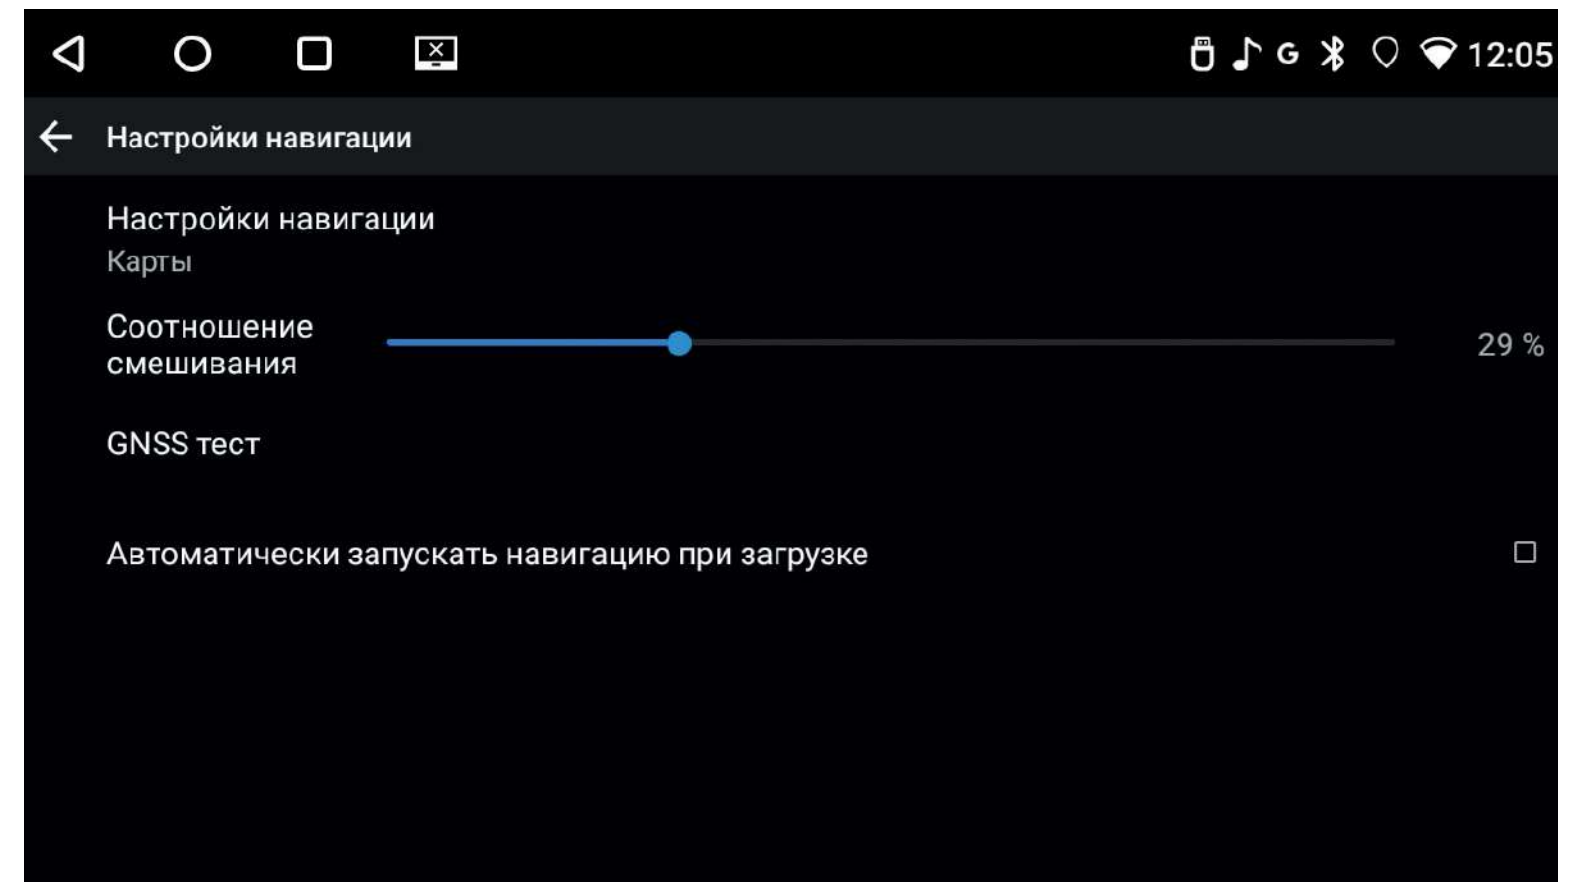 G 12:05
Настройки навигации
Настройки навигации
Карты
Соотношение
смешивания
29 %
GNSS тест
Автоматически запускать навигацию при загрузке